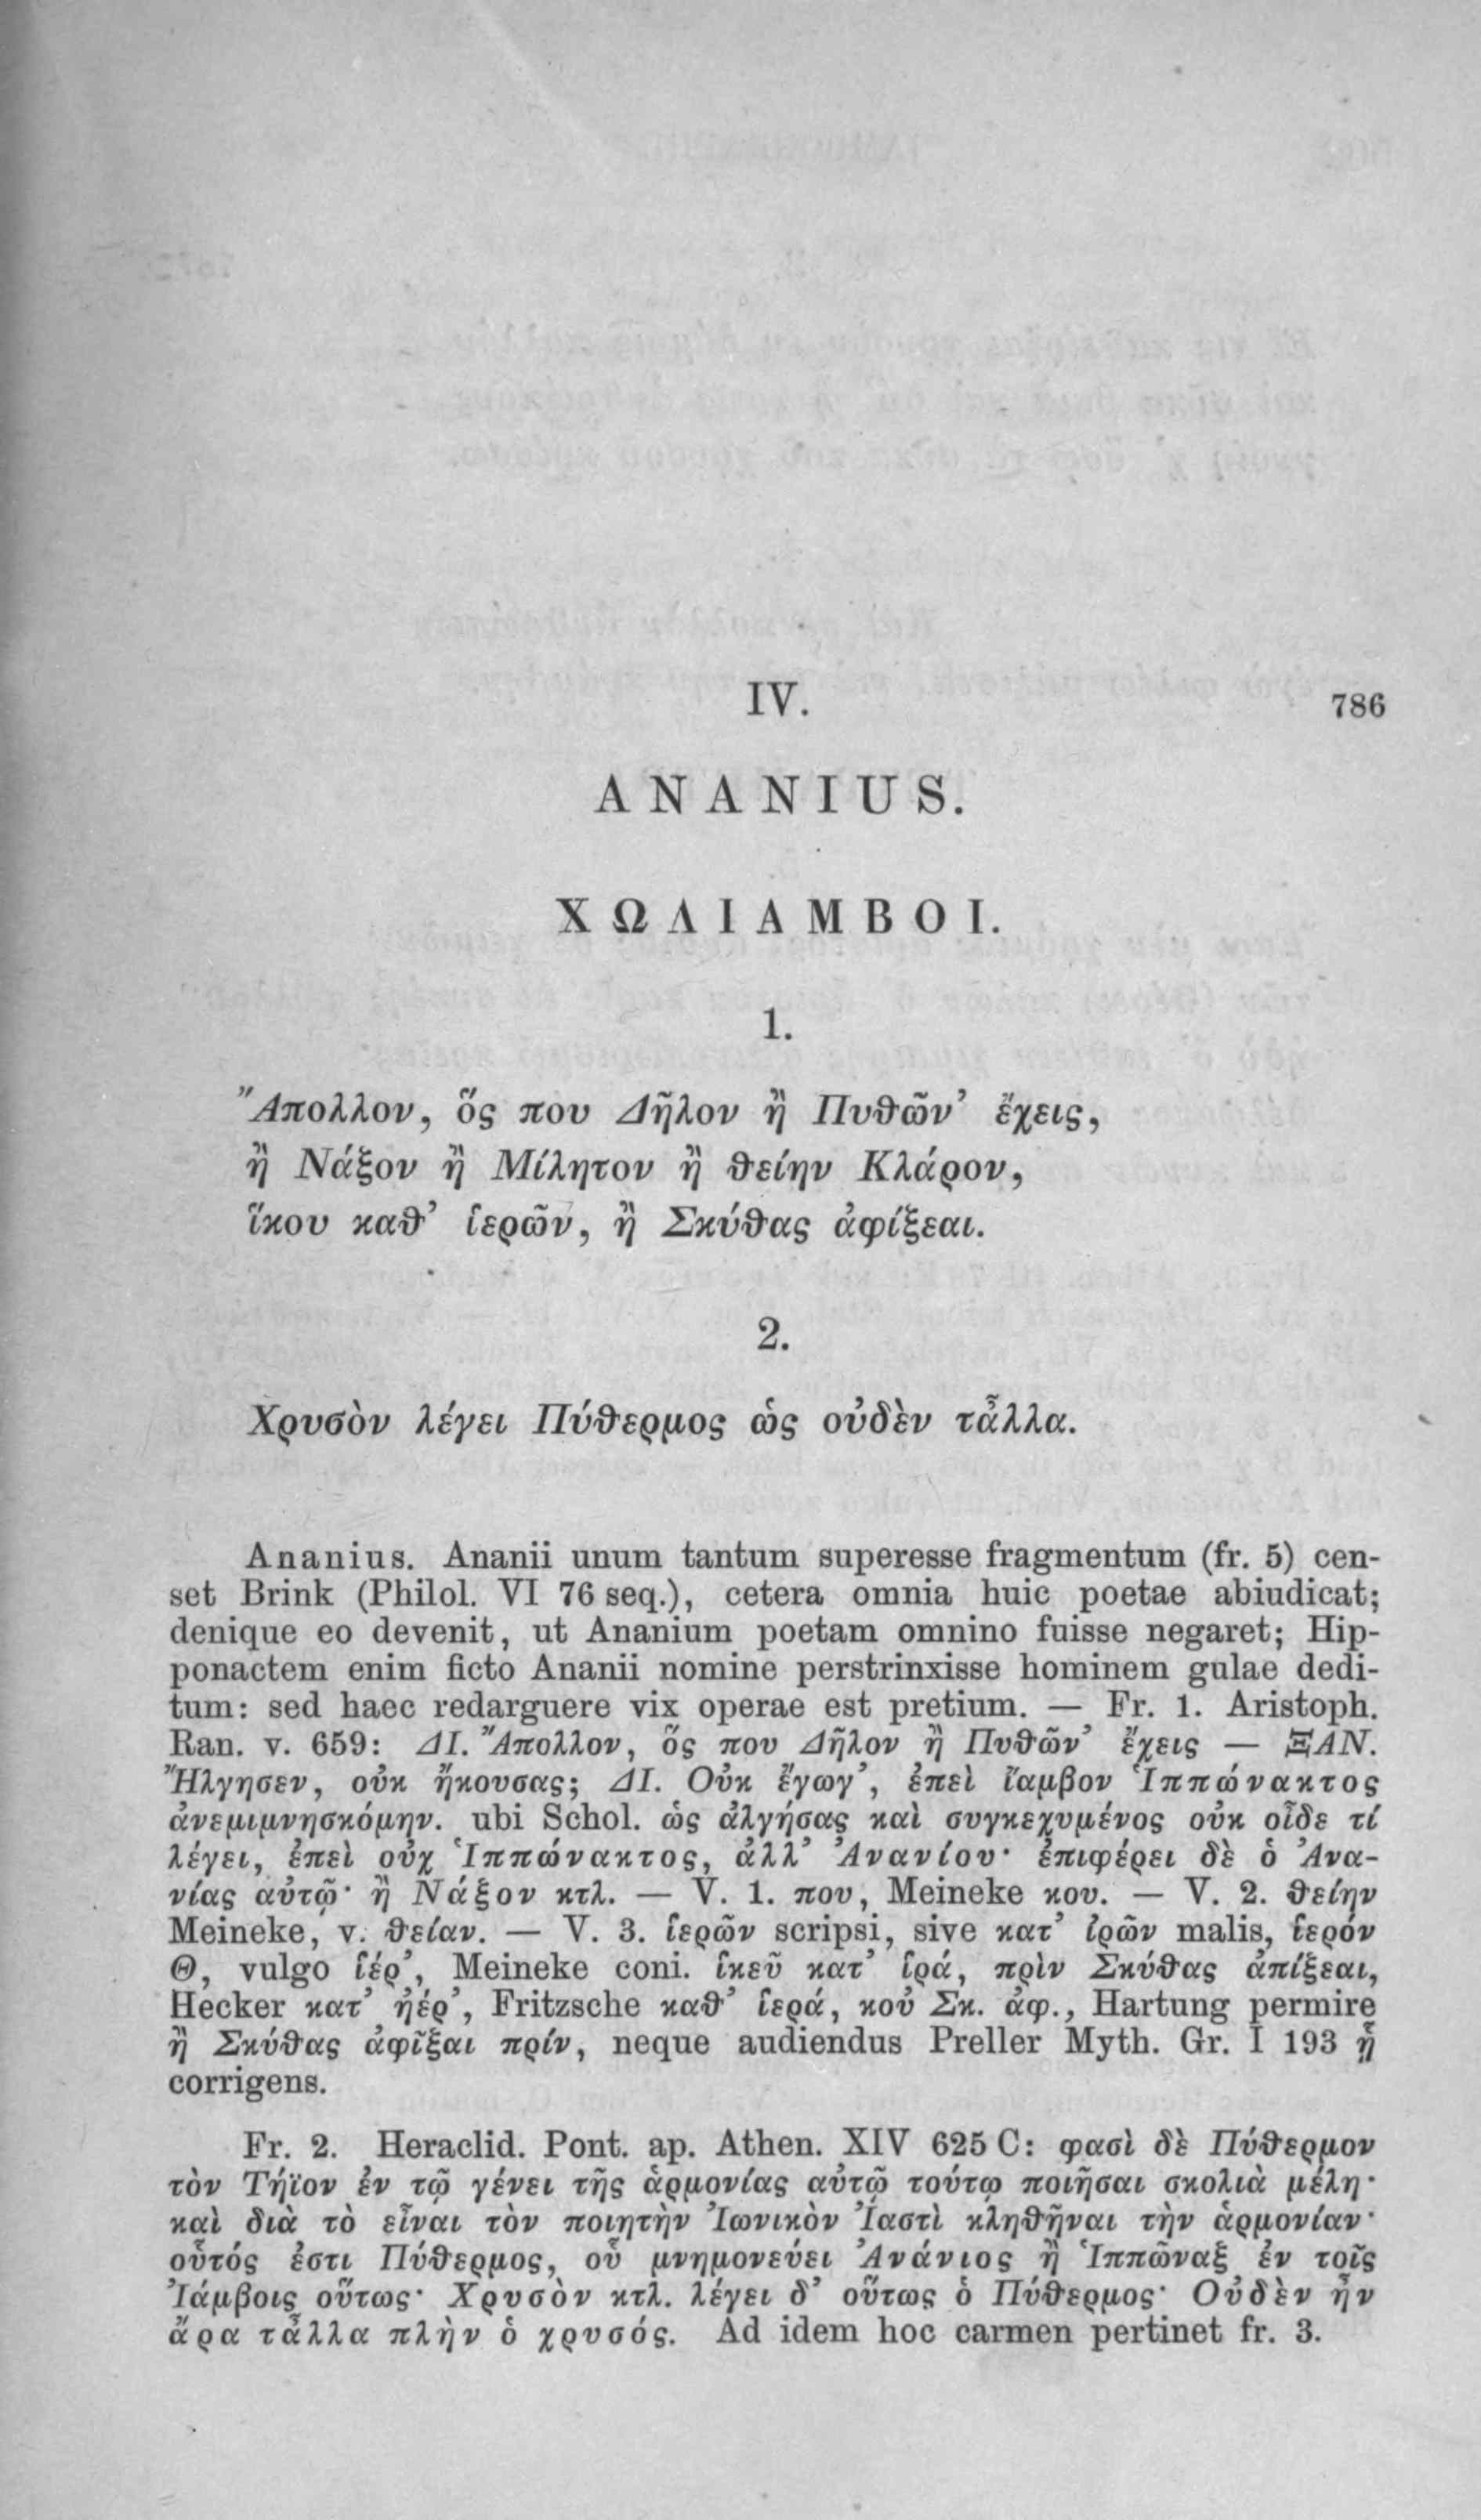 IV.
786
ANANIUS.
ΧΩΛΙΑΜΒΟΙ.
1.
Ἄπολλον, ὅς που Δῆλον ἢ Πυθῶν’ ἔχεις,
ἢ Νάξον ἢ Μίλητον ἢ θείην Κλάρον,
ἵκου καθ’ ἱερῶν, ἢ Σκύθας ἀφίξεαι.
2.
Χρυσὸν λέγει Πύθερμος ὡς οὐδὲν τἆλλα.
Ananius. Ananii unum tantum superesse fragmentum (fr. 5) cen-
set Brink (Philol. VI 76 seq.), cetera omnia huic poetae abiudicat;
denique eo devenit, ut Ananium poetam omnino fuisse negaret; Hip-
ponactem enim ficto Ananii nomine perstrinxisse hominem gulae dedi-
tum: sed haec redarguere vix operae est pretium. — Fr. 1. Aristoph.
Ran. v. 659: ΔΙ. Ἄπολλον, ὅς που Δῆλον ἢ Πυθῶν’ ἔχεις — ΞΑΝ.
Ἤλγησεν, οὐκ ἤκουσας; ΔΙ. Οὐκ ἔγωγ’, ἐπεὶ ἴαμβον Ἱππώνακτος
ἀνεμιμνησκόμην. ubi Schol. ὡς ἀλγήσας καὶ συγκεχυμένος οὐκ οἶδε τί
λέγει, ἐπεὶ οὐχ Ἱππώνακτος, ἀλλ’ Ἀνανίου· ἐπιφέρει δὲ ὁ Ἀνα-
νίας αὐτῷ· ἢ Νάξον κτλ. — V. 1. που, Meineke κου. — V. 2. θείην
Meineke, v. θείαν. — V. 3. ἱερῶν scripsi, sive κατ’ ἱρῶν malis, ἱερόν
Θ, vulgo ἱέρ’, Meineke coni. ἱκεῦ κατ’ ἱρά, πρὶν Σκύθας ἀπίξεαι,
Hecker κατ’ ἠέρ’, Fritzsche καθ’ ἱερά, κοὐ Σκ. ἀφ., Hartung permire
ἢ Σκύθας ἀφῖξαι πρίν, neque audiendus Preller Myth. Gr. I 193 ᾗ
corrigens.
Fr. 2. Heraclid. Pont. ap. Athen. XIV 625 C: φασὶ δὲ Πύθερμον
τὸν Τήϊον ἐν τῷ γένει τῆς ἁρμονίας αὐτῷ τούτῳ ποιῆσαι σκολιὰ μέλη·
καὶ διὰ τὸ εἶναι τὸν ποιητὴν Ἰωνικὸν Ἰαστὶ κληθῆναι τὴν ἁρμονίαν·
οὗτός ἐστι Πύθερμος, οὗ μνημονεύει Ἀνάνιος ἢ Ἱππῶναξ ἐν τοῖς
Ἰάμβοις οὕτως· Χρυσὸν κτλ. λέγει δ’ οὕτως ὁ Πύθερμος· Οὐδὲν ἦν
ἄρα τἆλλα πλὴν ὁ χρυσός. Ad idem hoc carmen pertinet fr. 3.